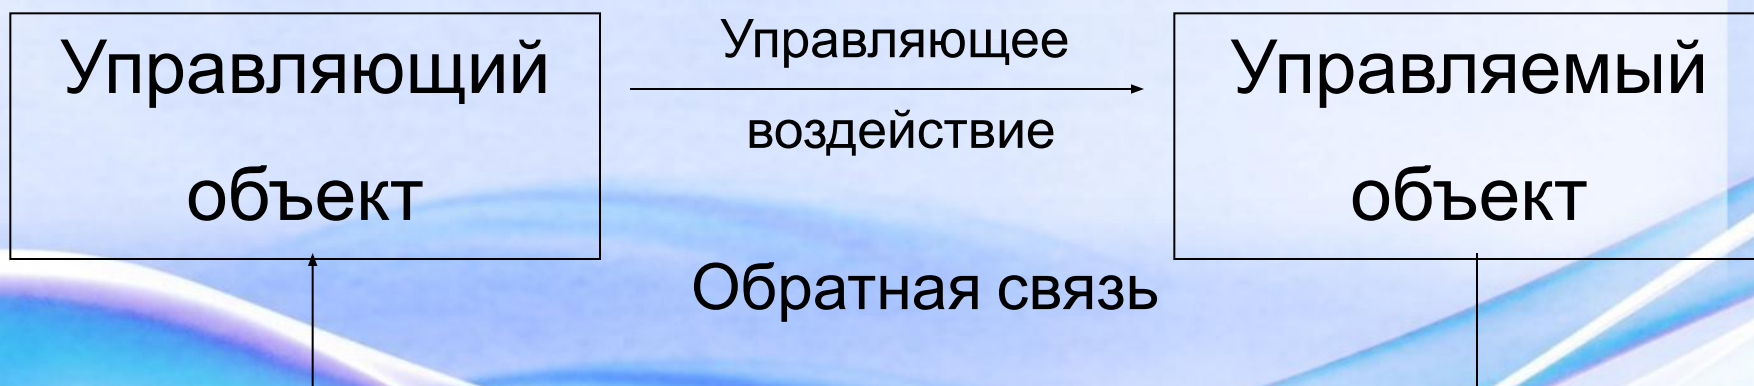 Управляющий
объект
Управляющее
воздействие
Управляемый
объект
Обратная связь